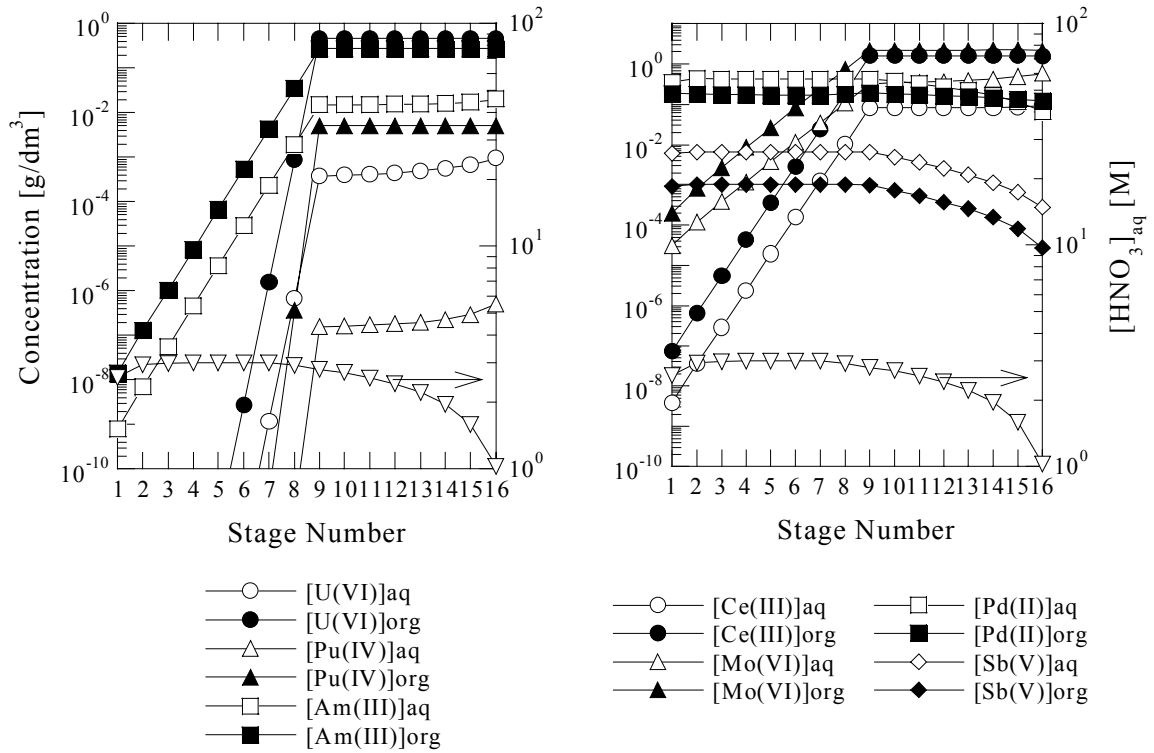 10^0
10^-2
10^-4
10^-6
10^-8
10^-10
Concentration [g/dm^3]
10^2
10^1
10^0
1 2 3 4 5 6 7 8 9 10 11 12 13 14 15 16
Stage Number
[U(VI)]aq
[U(VI)]org
[Pu(IV)]aq
[Pu(IV)]org
[Am(III)]aq
[Am(III)]org
10^2
10^0
10^-2
10^-4
10^-6
10^-8
10^-10
10^2
10^1
10^0
[HNO3]aq [M]
1 2 3 4 5 6 7 8 9 10 11 12 13 14 15 16
Stage Number
[Ce(III)]aq
[Ce(III)]org
[Mo(VI)]aq
[Mo(VI)]org
[Pd(II)]aq
[Pd(II)]org
[Sb(V)]aq
[Sb(V)]org